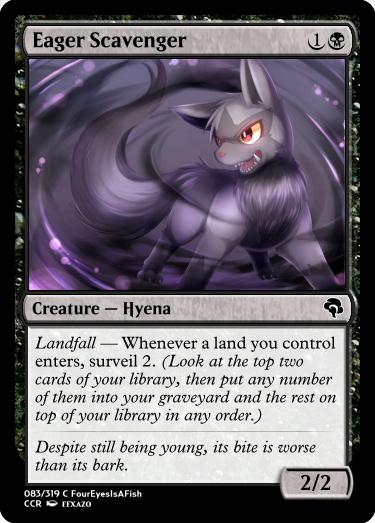 Eager Scavenger 1
Creature — Hyena
Landfall — Whenever a land you control
enters, surveil 2. (Look at the top two
cards of your library, then put any number
of them into your graveyard and the rest on
top of your library in any order.)
Despite still being young, its bite is worse
than its bark.
2/2
083/319 C FourEyesIsAFish
CCR FEXAZO